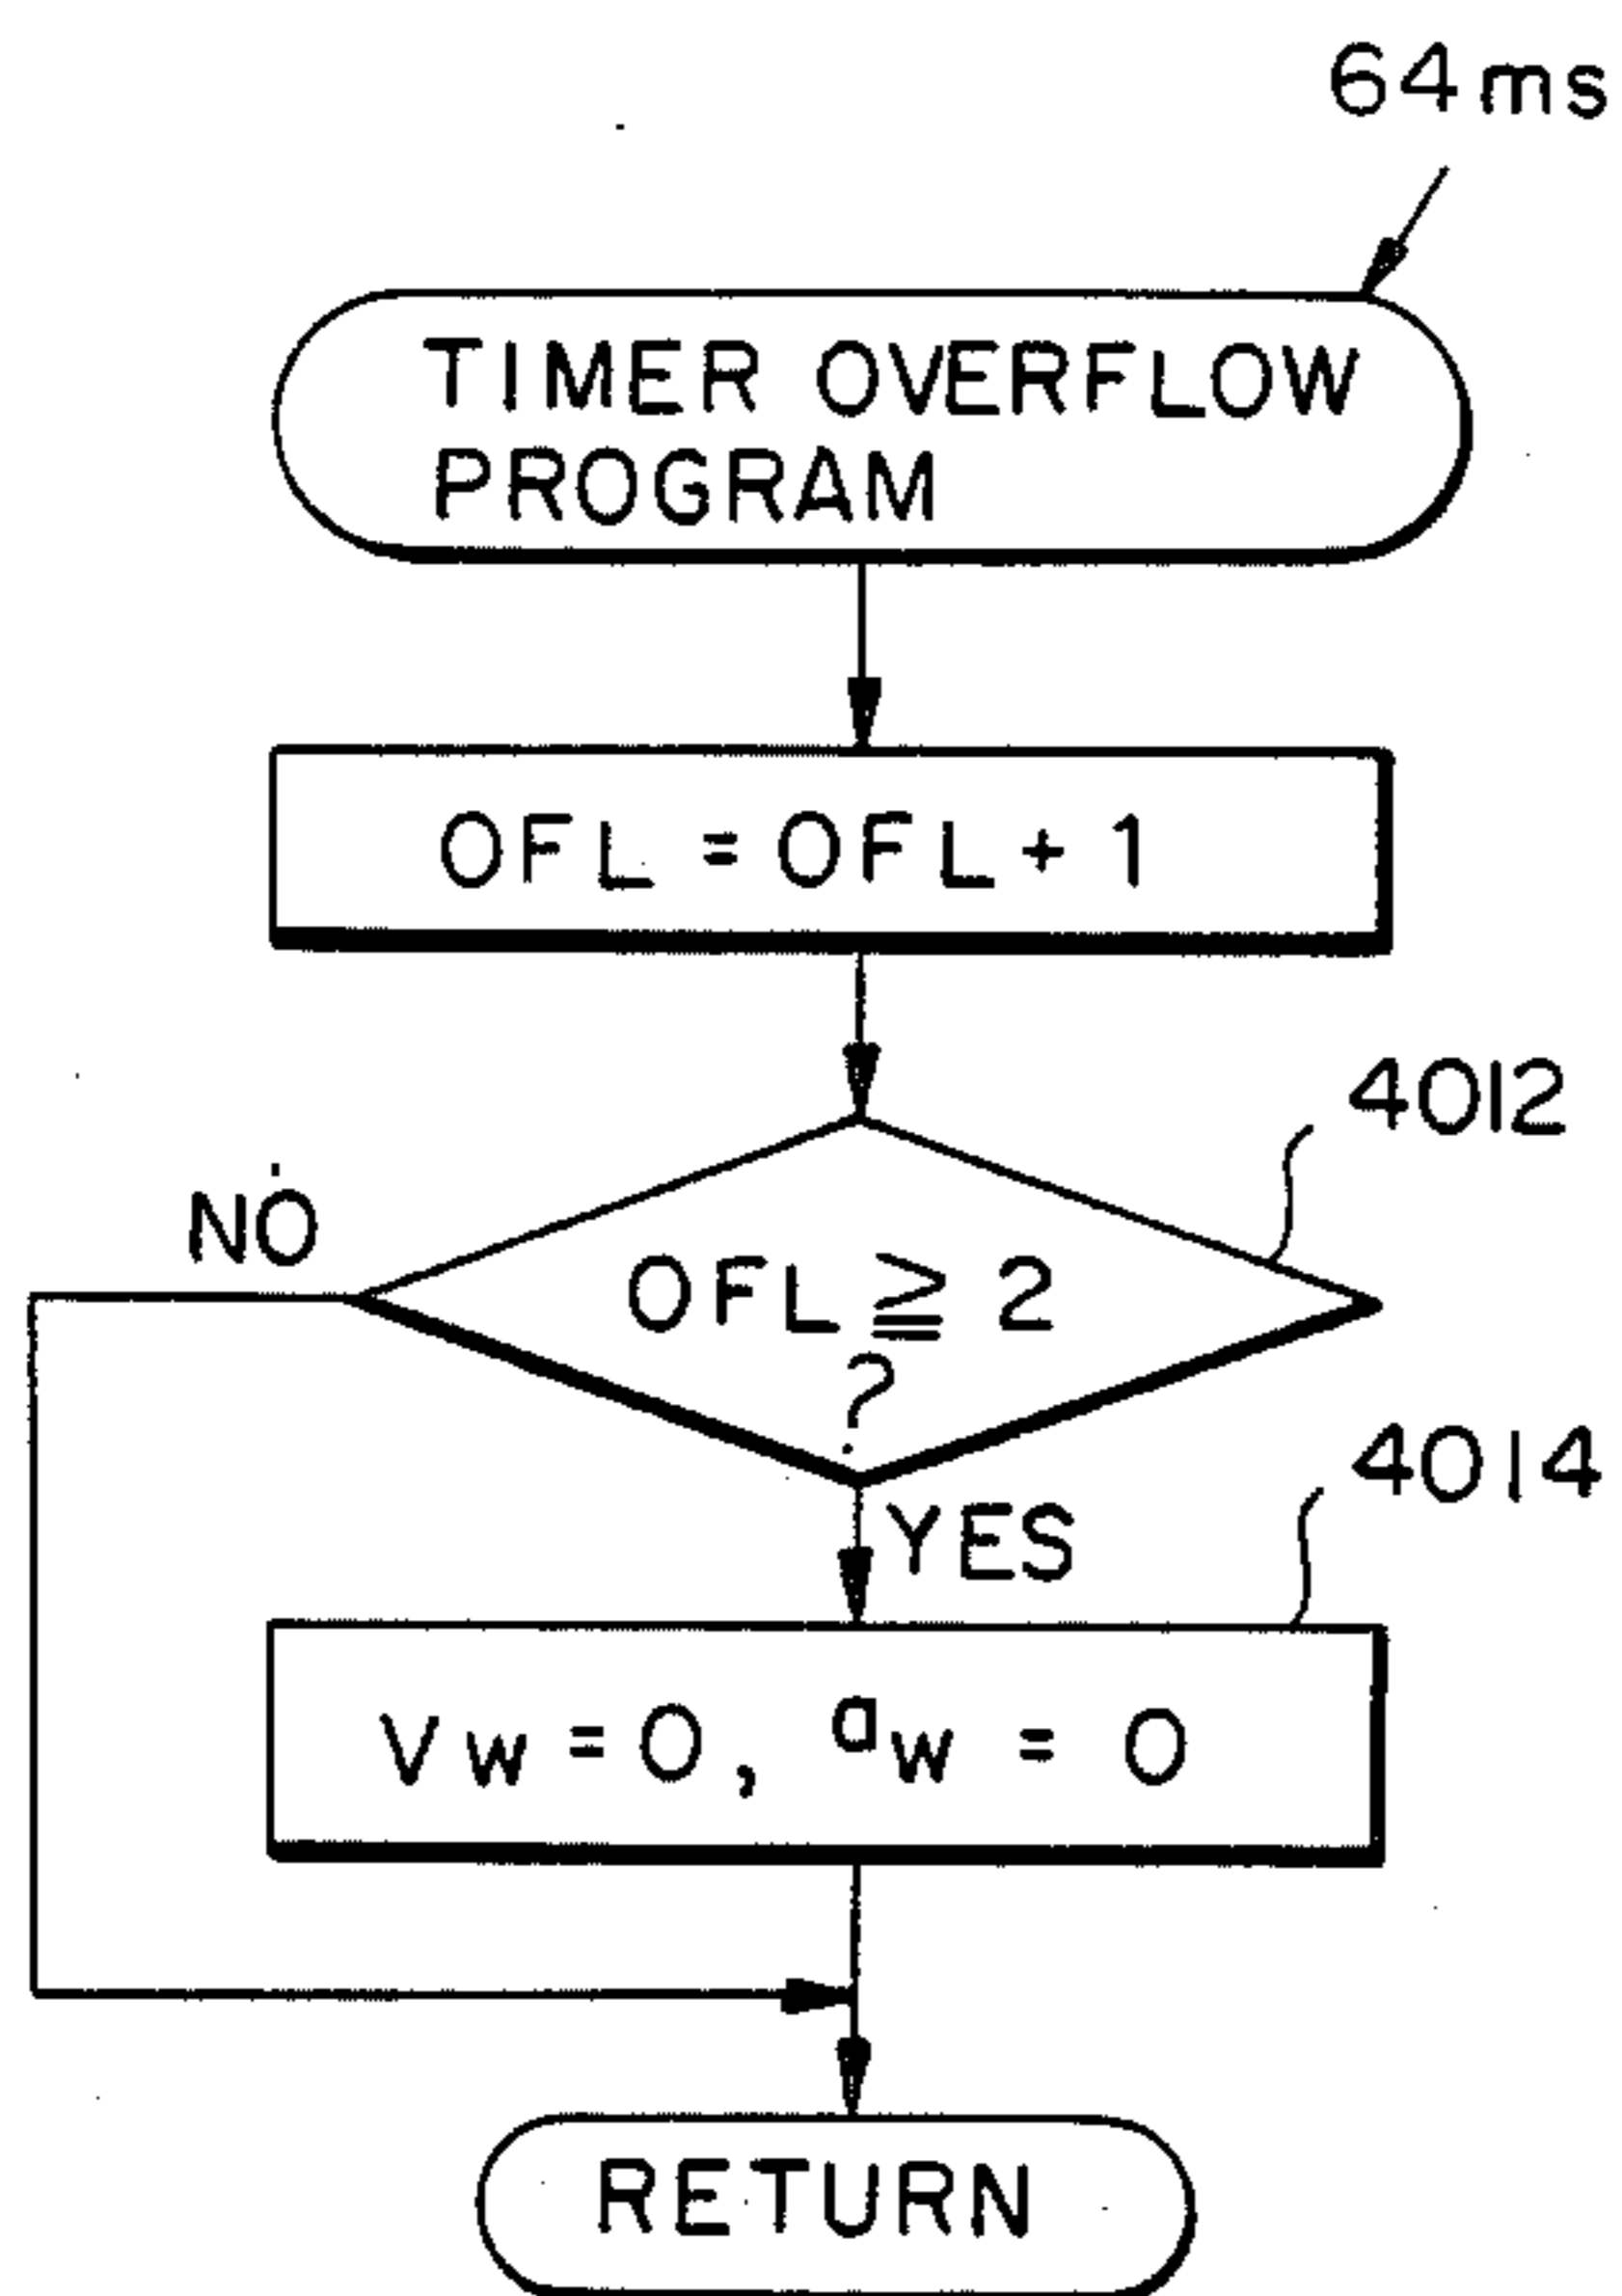 64ms
TIMER OVERFLOW
PROGRAM
OFL = OFL + 1
4012
NO
OFL ≧ 2
?
4014
YES
Vw = 0, aw = 0
RETURN